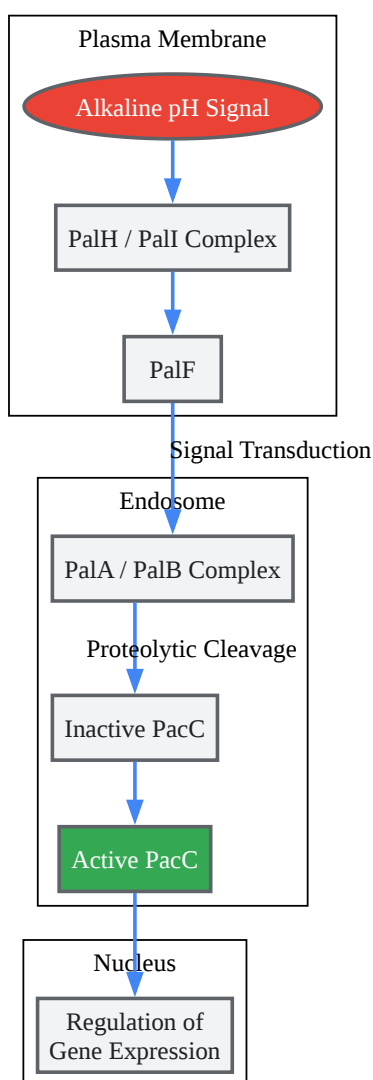 Plasma Membrane
Alkaline pH Signal
PalH / PalI Complex
PalF
Signal Transduction
Endosome
PalA / PalB Complex
Proteolytic Cleavage
Inactive PacC
Active PacC
Nucleus
Regulation of
Gene Expression